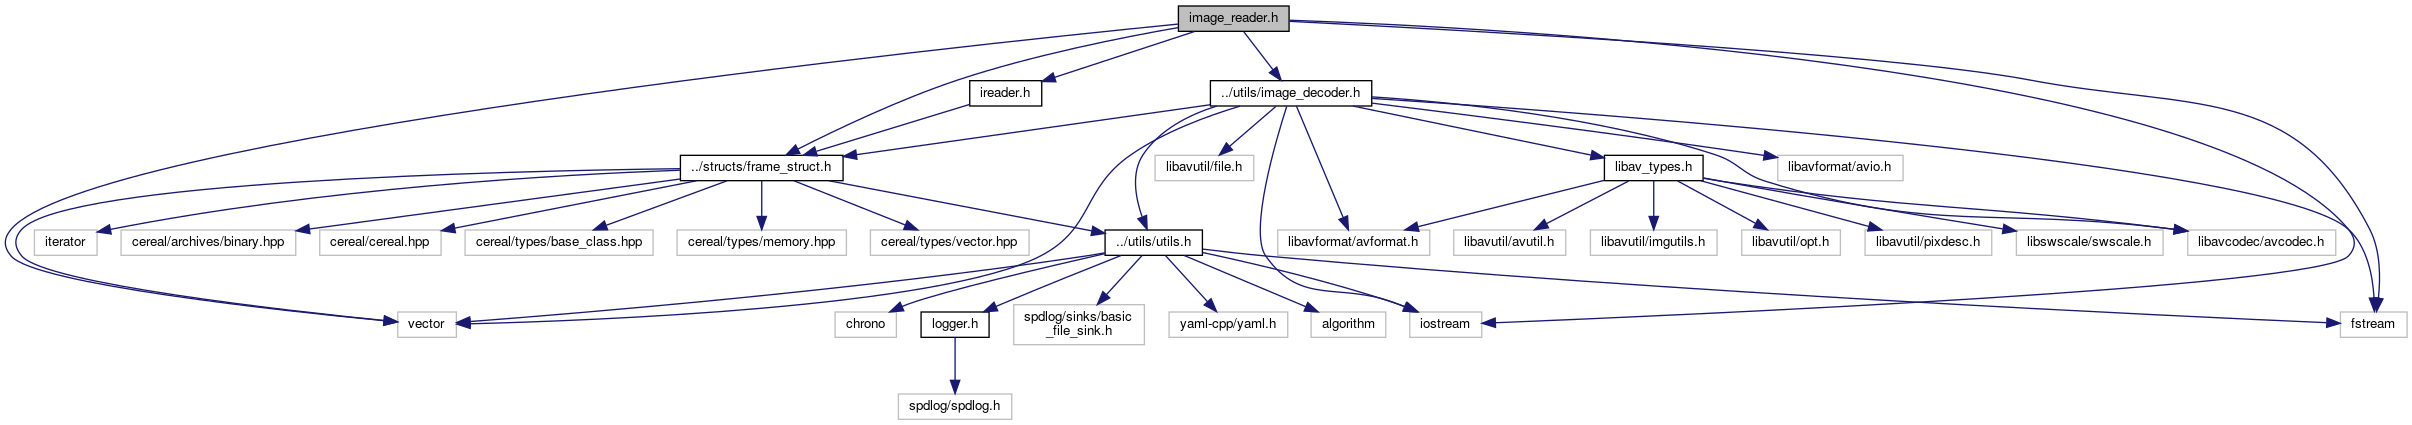 image_reader.h
ireader.h
../utils/image_decoder.h
../structs/frame_struct.h
libavutil/file.h
libav_types.h
libavformat/avio.h
iterator
cereal/archives/binary.hpp
cereal/cereal.hpp
cereal/types/base_class.hpp
cereal/types/memory.hpp
cereal/types/vector.hpp
../utils/utils.h
libavformat/avformat.h
libavutil/avutil.h
libavutil/imgutils.h
libavutil/opt.h
libavutil/pixdesc.h
libswscale/swscale.h
libavcodec/avcodec.h
vector
chrono
logger.h
spdlog/sinks/basic
_file_sink.h
yaml-cpp/yaml.h
algorithm
iostream
fstream
spdlog/spdlog.h